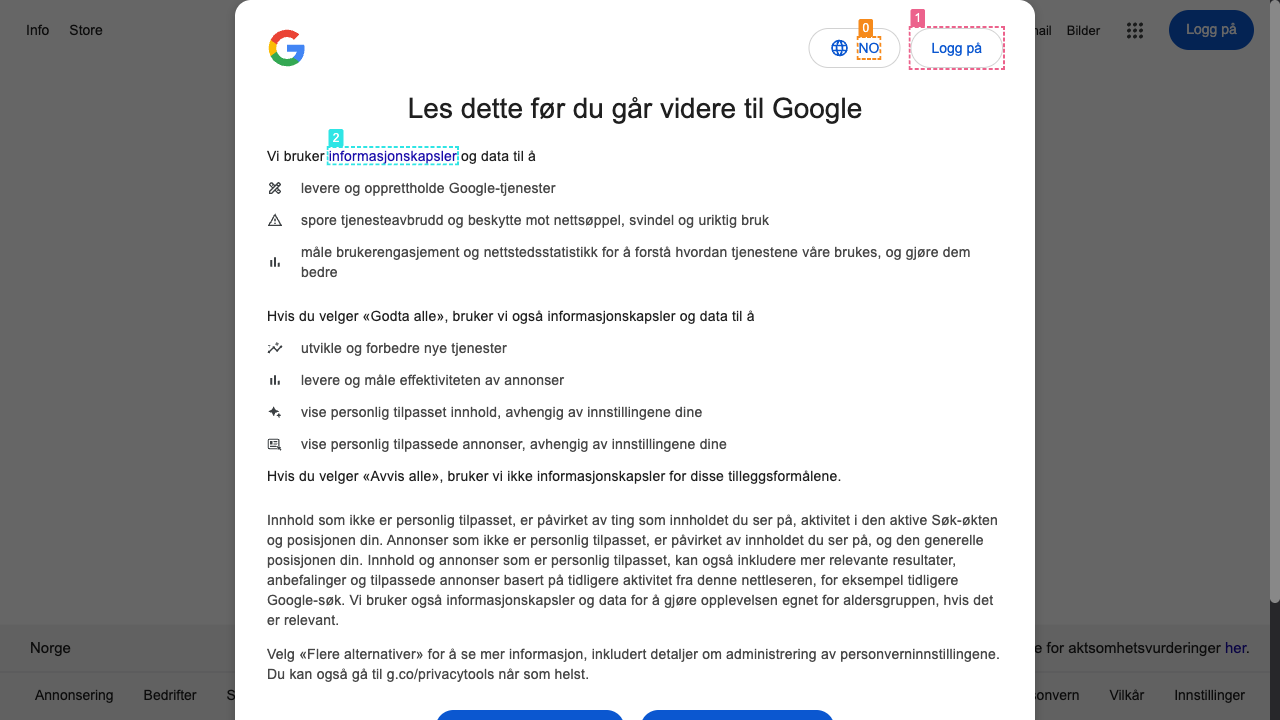 Info Store
Bilder
Logg på
0
1
NO
Logg på
Les dette før du går videre til Google
2
Vi bruker informasjonskapsler og data til å
levere og opprettholde Google-tjenester
spore tjenesteavbrudd og beskytte mot nettsøppel, svindel og uriktig bruk
måle brukerengasjement og nettstedsstatistikk for å forstå hvordan tjenestene våre brukes, og gjøre dem
bedre
Hvis du velger «Godta alle», bruker vi også informasjonskapsler og data til å
utvikle og forbedre nye tjenester
levere og måle effektiviteten av annonser
vise personlig tilpasset innhold, avhengig av innstillingene dine
vise personlig tilpassede annonser, avhengig av innstillingene dine
Hvis du velger «Avvis alle», bruker vi ikke informasjonskapsler for disse tilleggsformålene.
Innhold som ikke er personlig tilpasset, er påvirket av ting som innholdet du ser på, aktivitet i den aktive Søk-økten
og posisjonen din. Annonser som ikke er personlig tilpasset, er påvirket av innholdet du ser på, og den generelle
posisjonen din. Innhold og annonser som er personlig tilpasset, kan også inkludere mer relevante resultater,
anbefalinger og tilpassede annonser basert på tidligere aktivitet fra denne nettleseren, for eksempel tidligere
Google-søk. Vi bruker også informasjonskapsler og data for å gjøre opplevelsen egnet for aldersgruppen, hvis det
er relevant.
Velg «Flere alternativer» for å se mer informasjon, inkludert detaljer om administrering av personverninnstillingene.
Du kan også gå til g.co/privacytools når som helst.
Norge
for aktsomhetsvurderinger her.
Annonsering Bedrifter
Vilkår Innstillinger